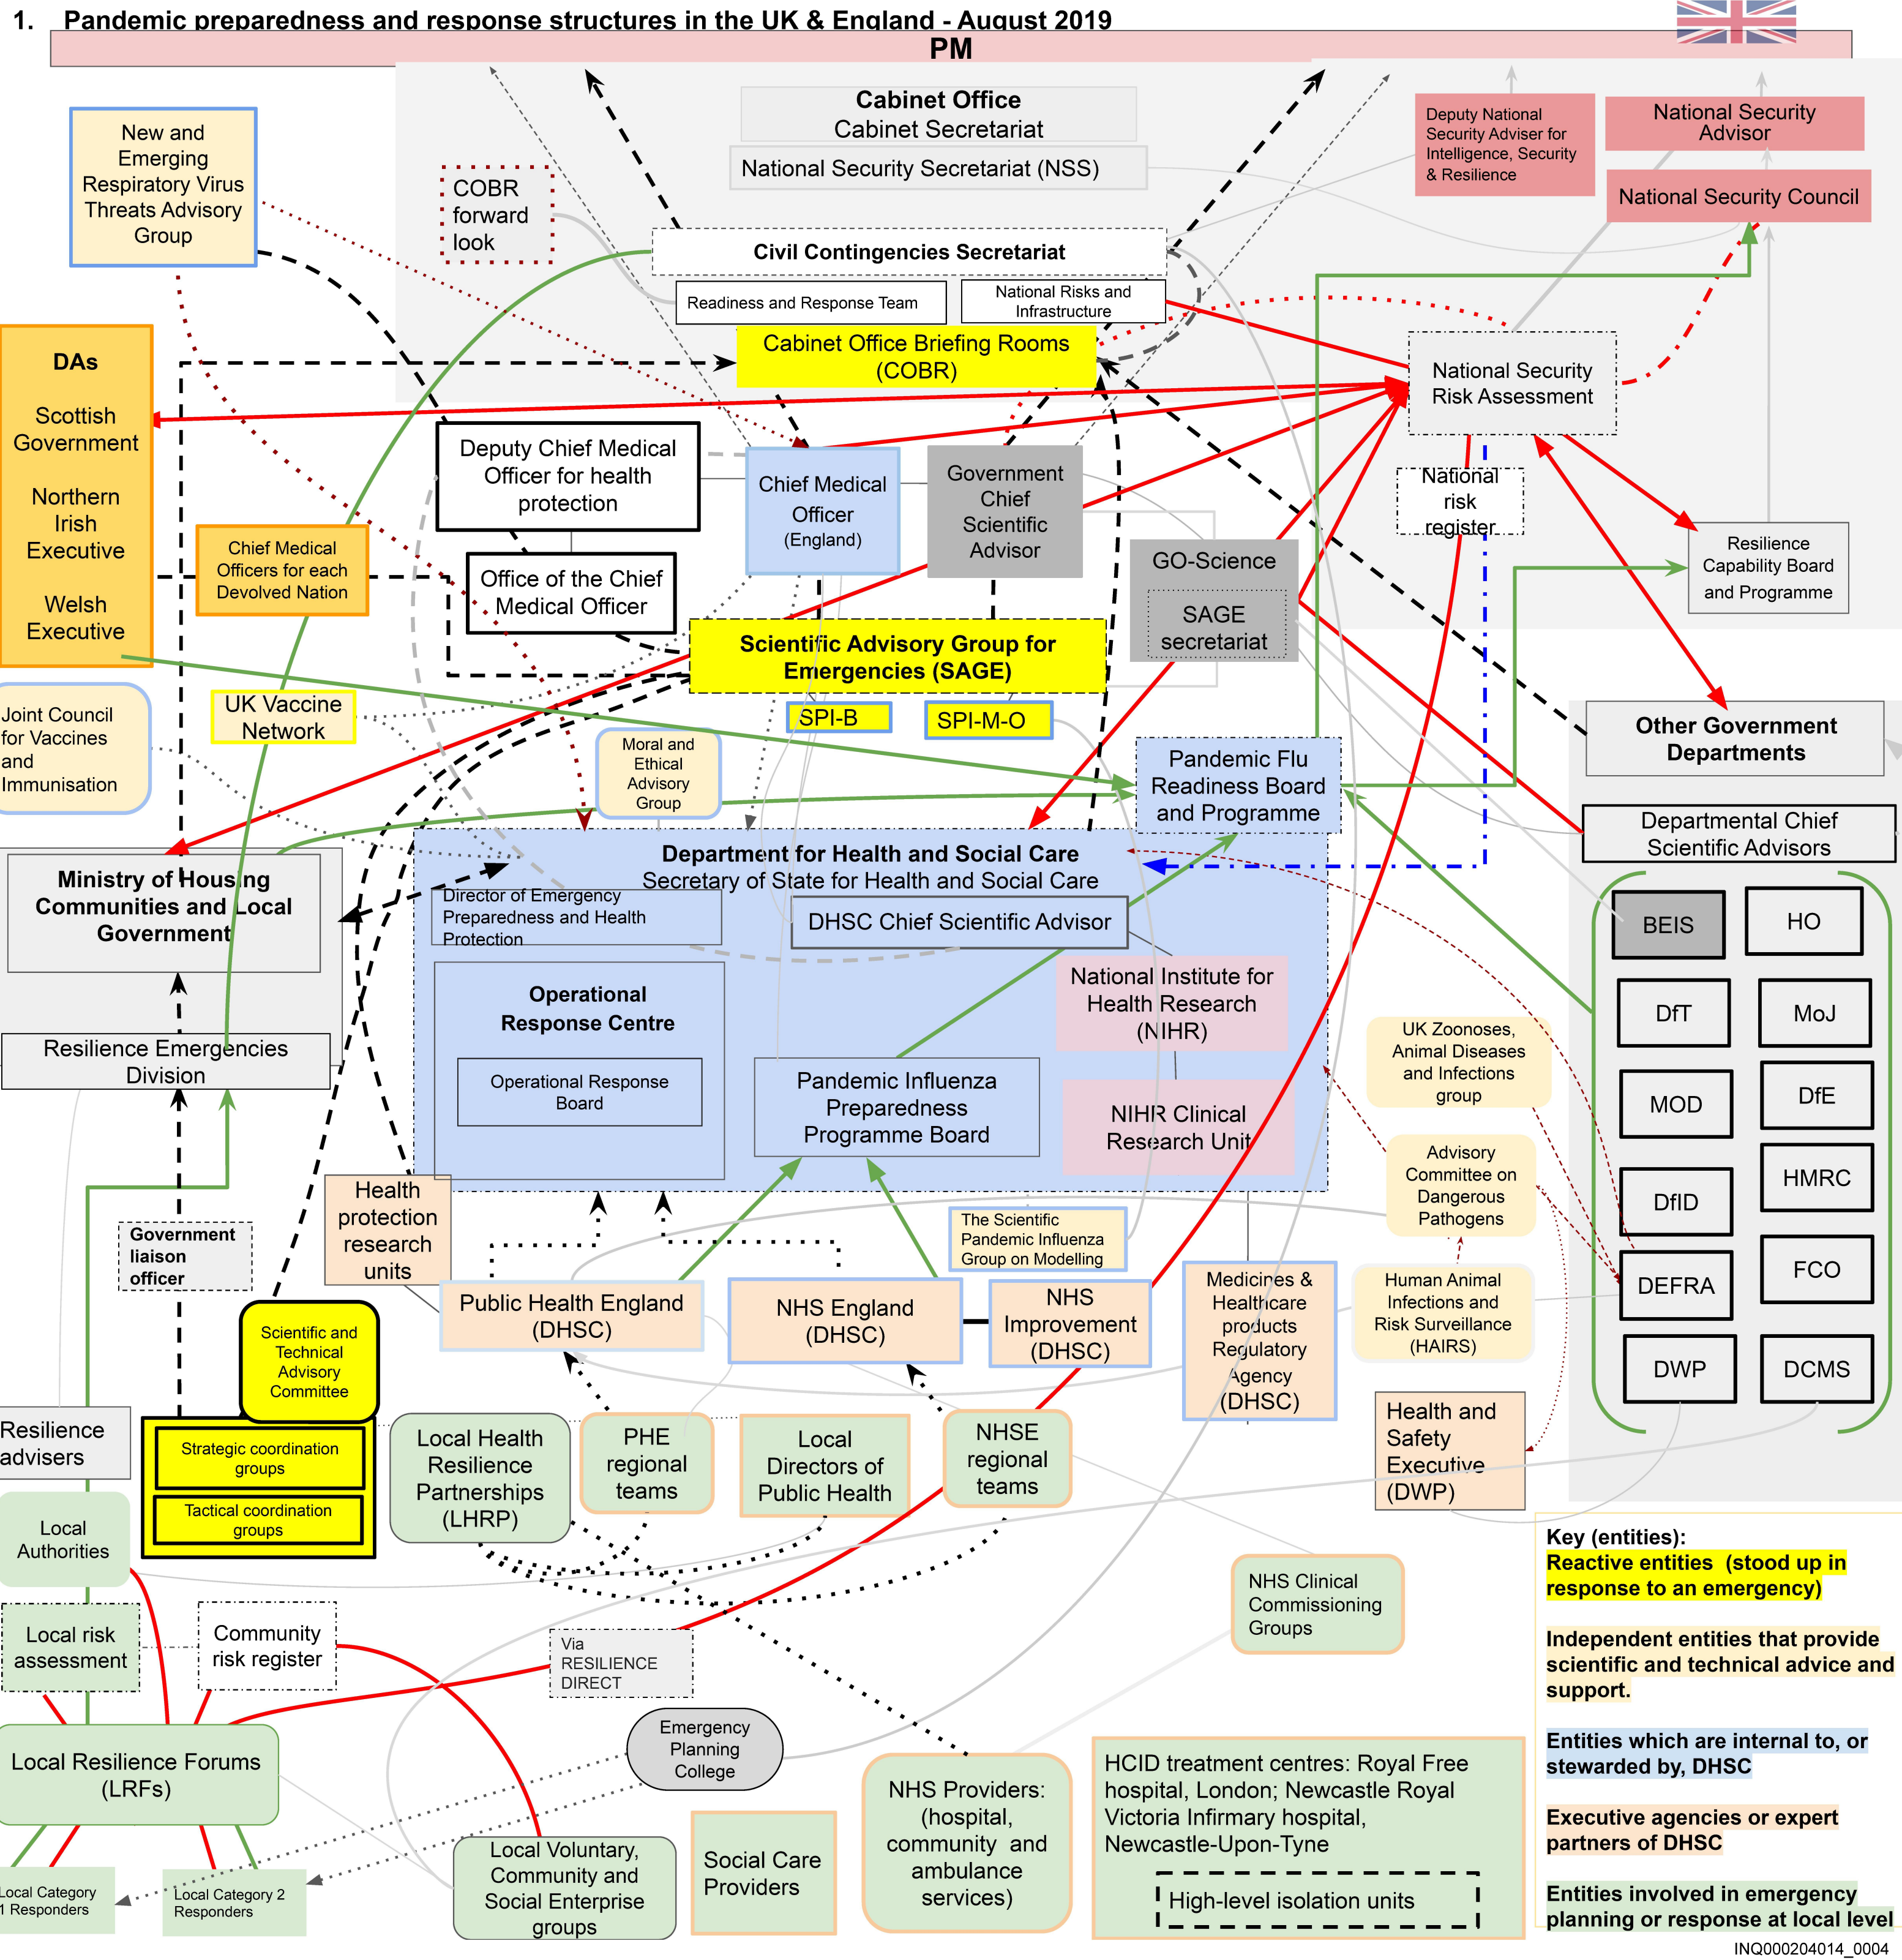 1. Pandemic preparedness and response structures in the UK & England - August 2019
PM
Cabinet Office
Cabinet Secretariat
National Security Secretariat (NSS)
Deputy National
Security Adviser for
Intelligence, Security
& Resilience
National Security
Advisor
National Security Council
New and
Emerging
Respiratory Virus
Threats Advisory
Group
COBR
forward
look
Civil Contingencies Secretariat
Readiness and Response Team
National Risks and
Infrastructure
Cabinet Office Briefing Rooms
(COBR)
National Security
Risk Assessment
National
risk
register
Resilience
Capability Board
and Programme
DAs
Scottish
Government
Northern
Irish
Executive
Welsh
Executive
Chief Medical
Officers for each
Devolved Nation
Deputy Chief Medical
Officer for health
protection
Office of the Chief
Medical Officer
Chief Medical
Officer
(England)
Government
Chief
Scientific
Advisor
GO-Science
SAGE
secretariat
Scientific Advisory Group for
Emergencies (SAGE)
SPI-B
SPI-M-O
Joint Council
for Vaccines
and
Immunisation
UK Vaccine
Network
Moral and
Ethical
Advisory
Group
Pandemic Flu
Readiness Board
and Programme
Other Government
Departments
Departmental Chief
Scientific Advisors
Ministry of Housing
Communities and Local
Government
Resilience Emergencies
Division
Department for Health and Social Care
Secretary of State for Health and Social Care
Director of Emergency
Preparedness and Health
Protection
DHSC Chief Scientific Advisor
Operational
Response Centre
Operational Response
Board
National Institute for
Health Research
(NIHR)
NIHR Clinical
Research Unit
Pandemic Influenza
Preparedness
Programme Board
BEIS
HO
DfT
MoJ
MOD
DfE
DfID
HMRC
DEFRA
FCO
DWP
DCMS
UK Zoonoses,
Animal Diseases
and Infections
group
Advisory
Committee on
Dangerous
Pathogens
Human Animal
Infections and
Risk Surveillance
(HAIRS)
Health and
Safety
Executive
(DWP)
Government
liaison
officer
Health
protection
research
units
The Scientific
Pandemic Influenza
Group on Modelling
Public Health England
(DHSC)
NHS England
(DHSC)
NHS
Improvement
(DHSC)
Medicines &
Healthcare
products
Regulatory
Agency
(DHSC)
Scientific and
Technical
Advisory
Committee
Strategic coordination
groups
Tactical coordination
groups
Resilience
advisers
Local
Authorities
Local Health
Resilience
Partnerships
(LHRP)
PHE
regional
teams
Local
Directors of
Public Health
NHSE
regional
teams
Local risk
assessment
Community
risk register
Via
RESILIENCE
DIRECT
NHS Clinical
Commissioning
Groups
Local Resilience Forums
(LRFs)
Emergency
Planning
College
Local Category
1 Responders
Local Category 2
Responders
Local Voluntary,
Community and
Social Enterprise
groups
Social Care
Providers
NHS Providers:
(hospital,
community and
ambulance
services)
HCID treatment centres: Royal Free
hospital, London; Newcastle Royal
Victoria Infirmary hospital,
Newcastle-Upon-Tyne
High-level isolation units
Key (entities):
Reactive entities (stood up in
response to an emergency)
Independent entities that provide
scientific and technical advice and
support.
Entities which are internal to, or
stewarded by, DHSC
Executive agencies or expert
partners of DHSC
Entities involved in emergency
planning or response at local level
INQ000204014_0004